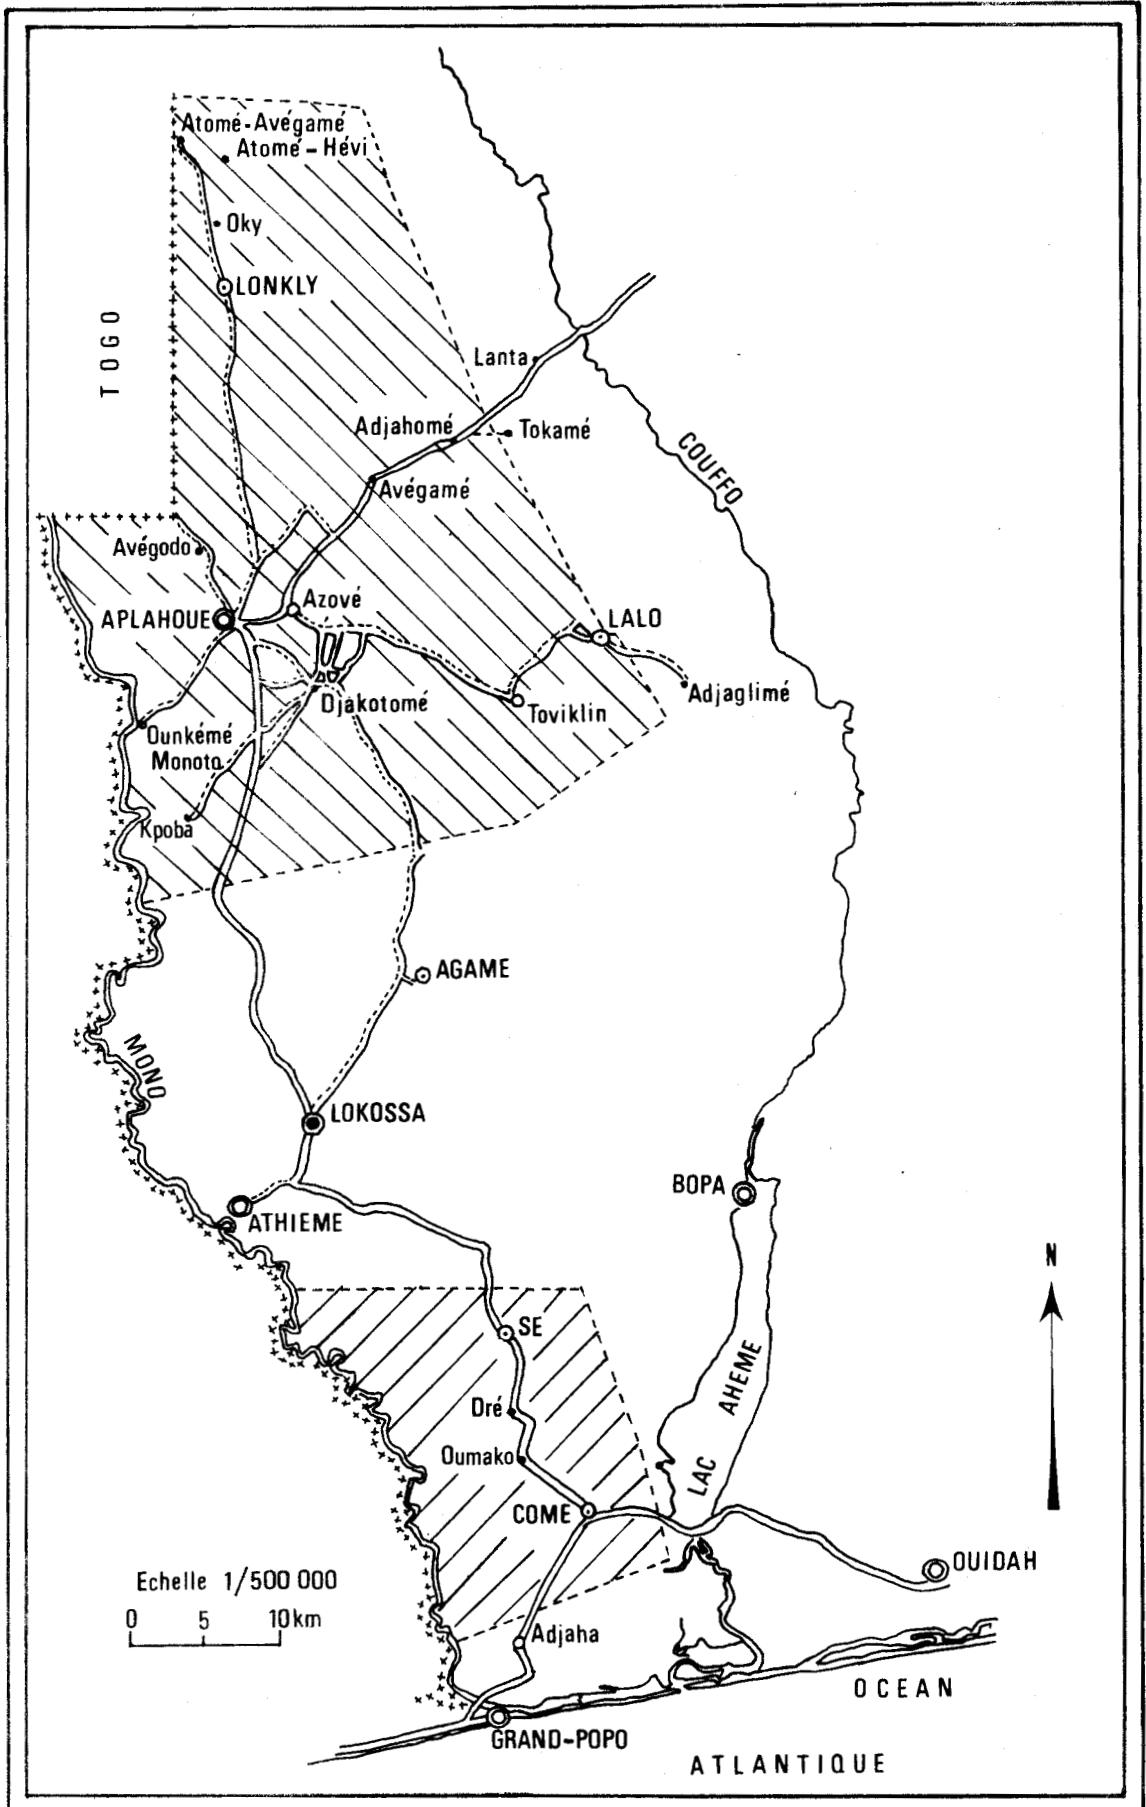 Atomé-Avégamé
Atomé-Hévi
Oky
LONKLY
TOGO
Lanta
Adjahomé
Tokamé
COUFFO
Avégamé
Avégodo
Azové
APLAHOUE
LALO
Djakotomé
Toviklin
Adjaglimé
Ounkémé
Monoto
Kpoba
AGAME
MONO
LOKOSSA
BOPA
ATHIEME
N
SE
LAC AHEME
Dré
Oumako
COME
OUIDAH
Echelle 1/500 000
0 5 10km
Adjaha
OCEAN
GRAND-POPO
ATLANTIQUE